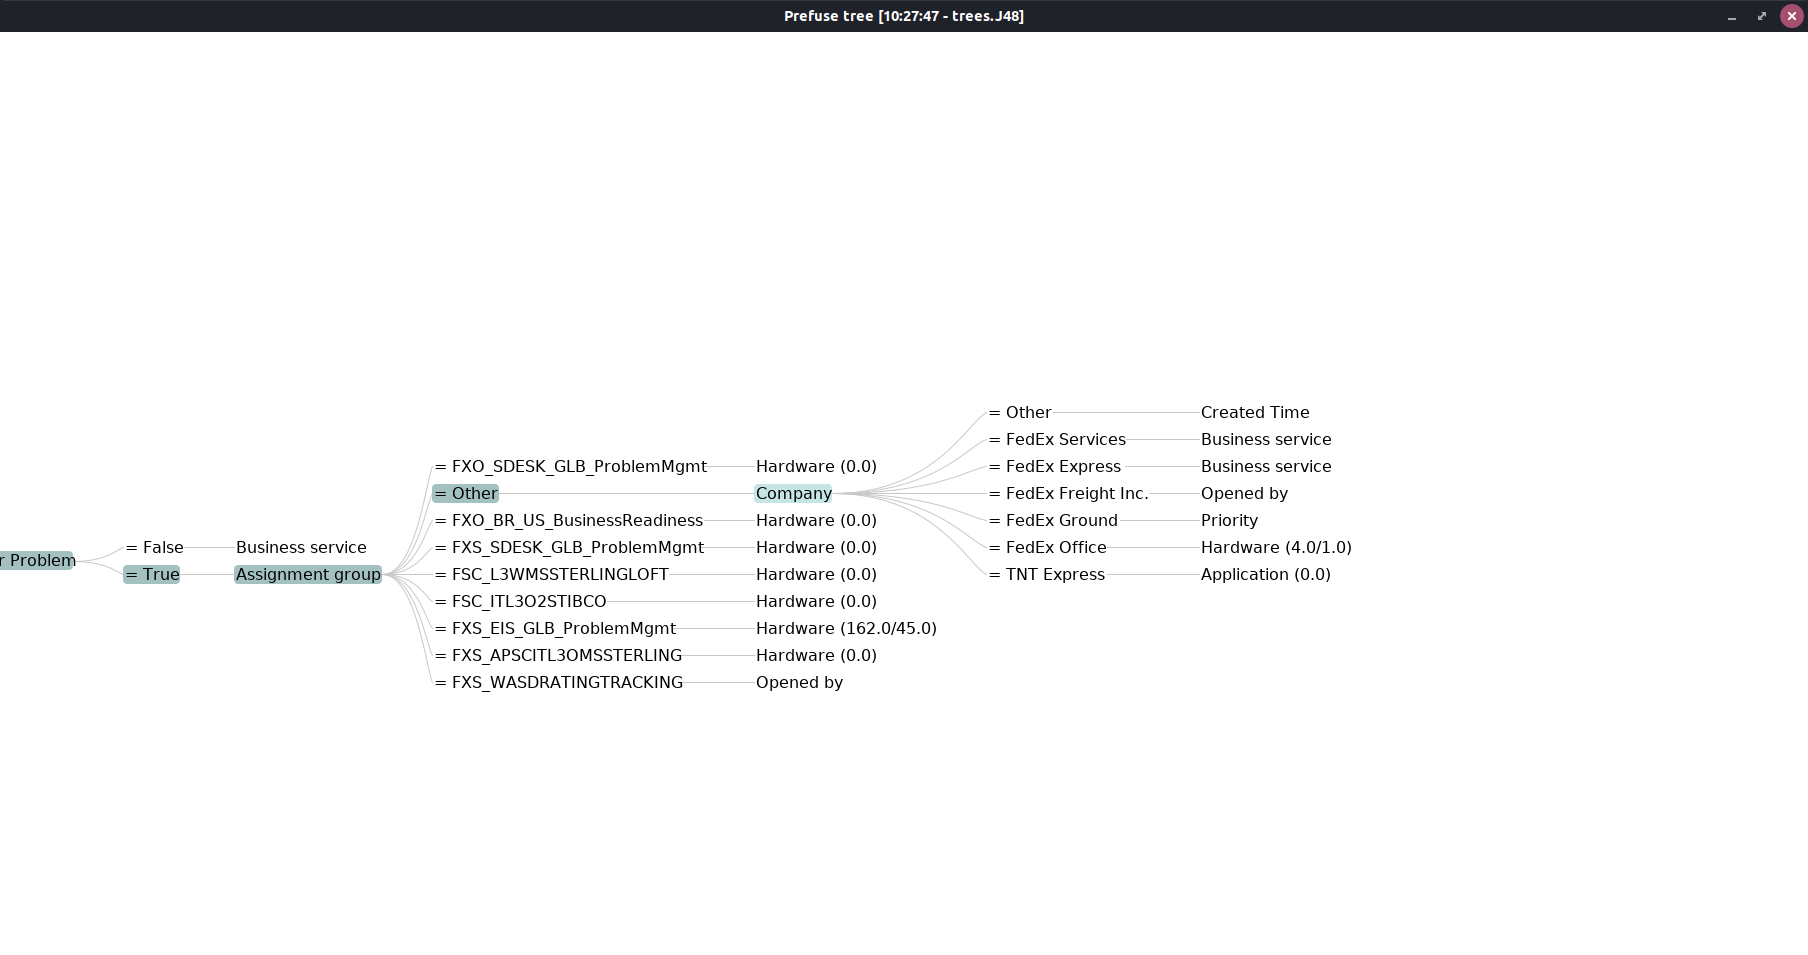 Prefuse tree [10:27:47 - trees.J48]
r Problem
= False
Business service
= True
Assignment group
= FXO_SDESK_GLB_ProblemMgmt
Hardware (0.0)
= Other
Company
= FXO_BR_US_BusinessReadiness
Hardware (0.0)
= FXS_SDESK_GLB_ProblemMgmt
Hardware (0.0)
= FSC_L3WMSSTERLINGLOFT
Hardware (0.0)
= FSC_ITL3O2STIBCO
Hardware (0.0)
= FXS_EIS_GLB_ProblemMgmt
Hardware (162.0/45.0)
= FXS_APSCITL3OMSSTERLING
Hardware (0.0)
= FXS_WASDRATINGTRACKING
Opened by
= Other
Created Time
= FedEx Services
Business service
= FedEx Express
Business service
= FedEx Freight Inc.
Opened by
= FedEx Ground
Priority
= FedEx Office
Hardware (4.0/1.0)
= TNT Express
Application (0.0)